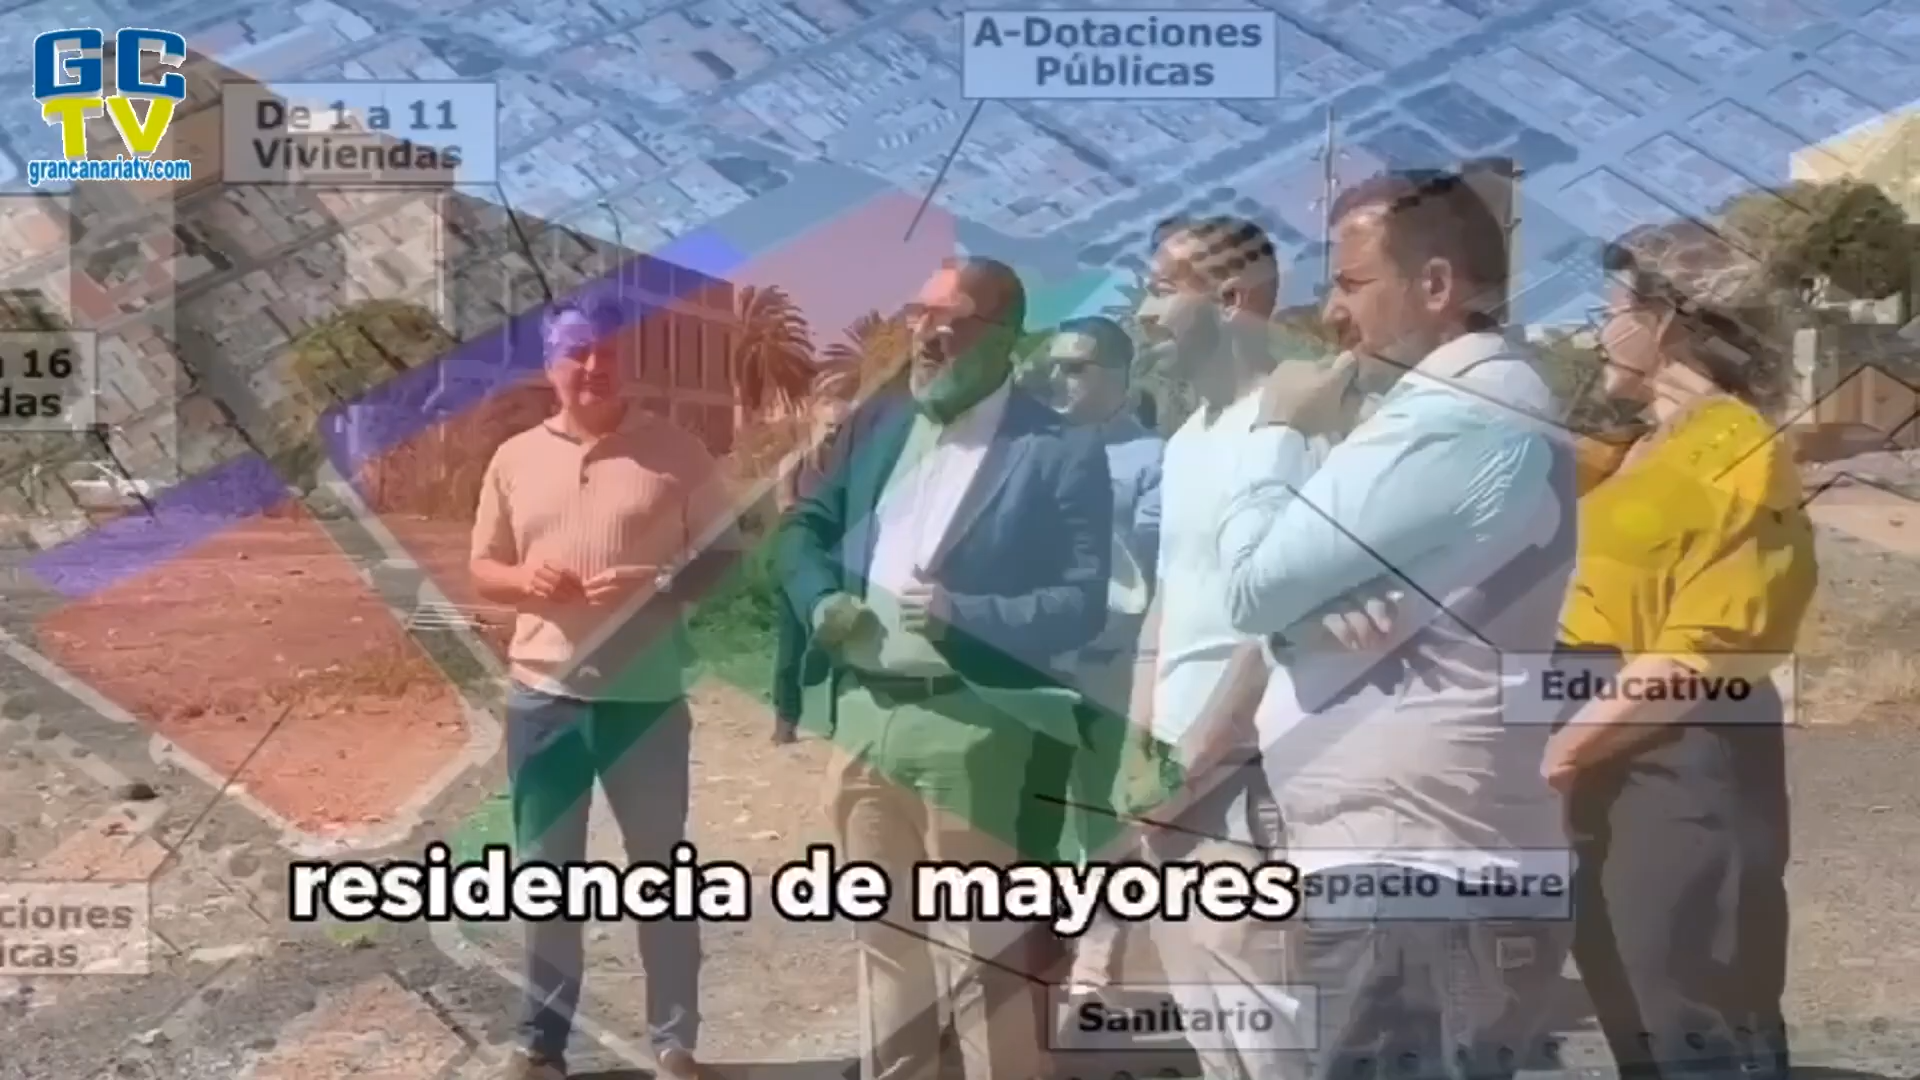 GC
TV
grancanariatv.com
A-Dotaciones
Públicas
De 1 a 11
Viviendas
16
das
Educativo
residencia de mayores
spacio Libre
ciones
icas
Sanitario